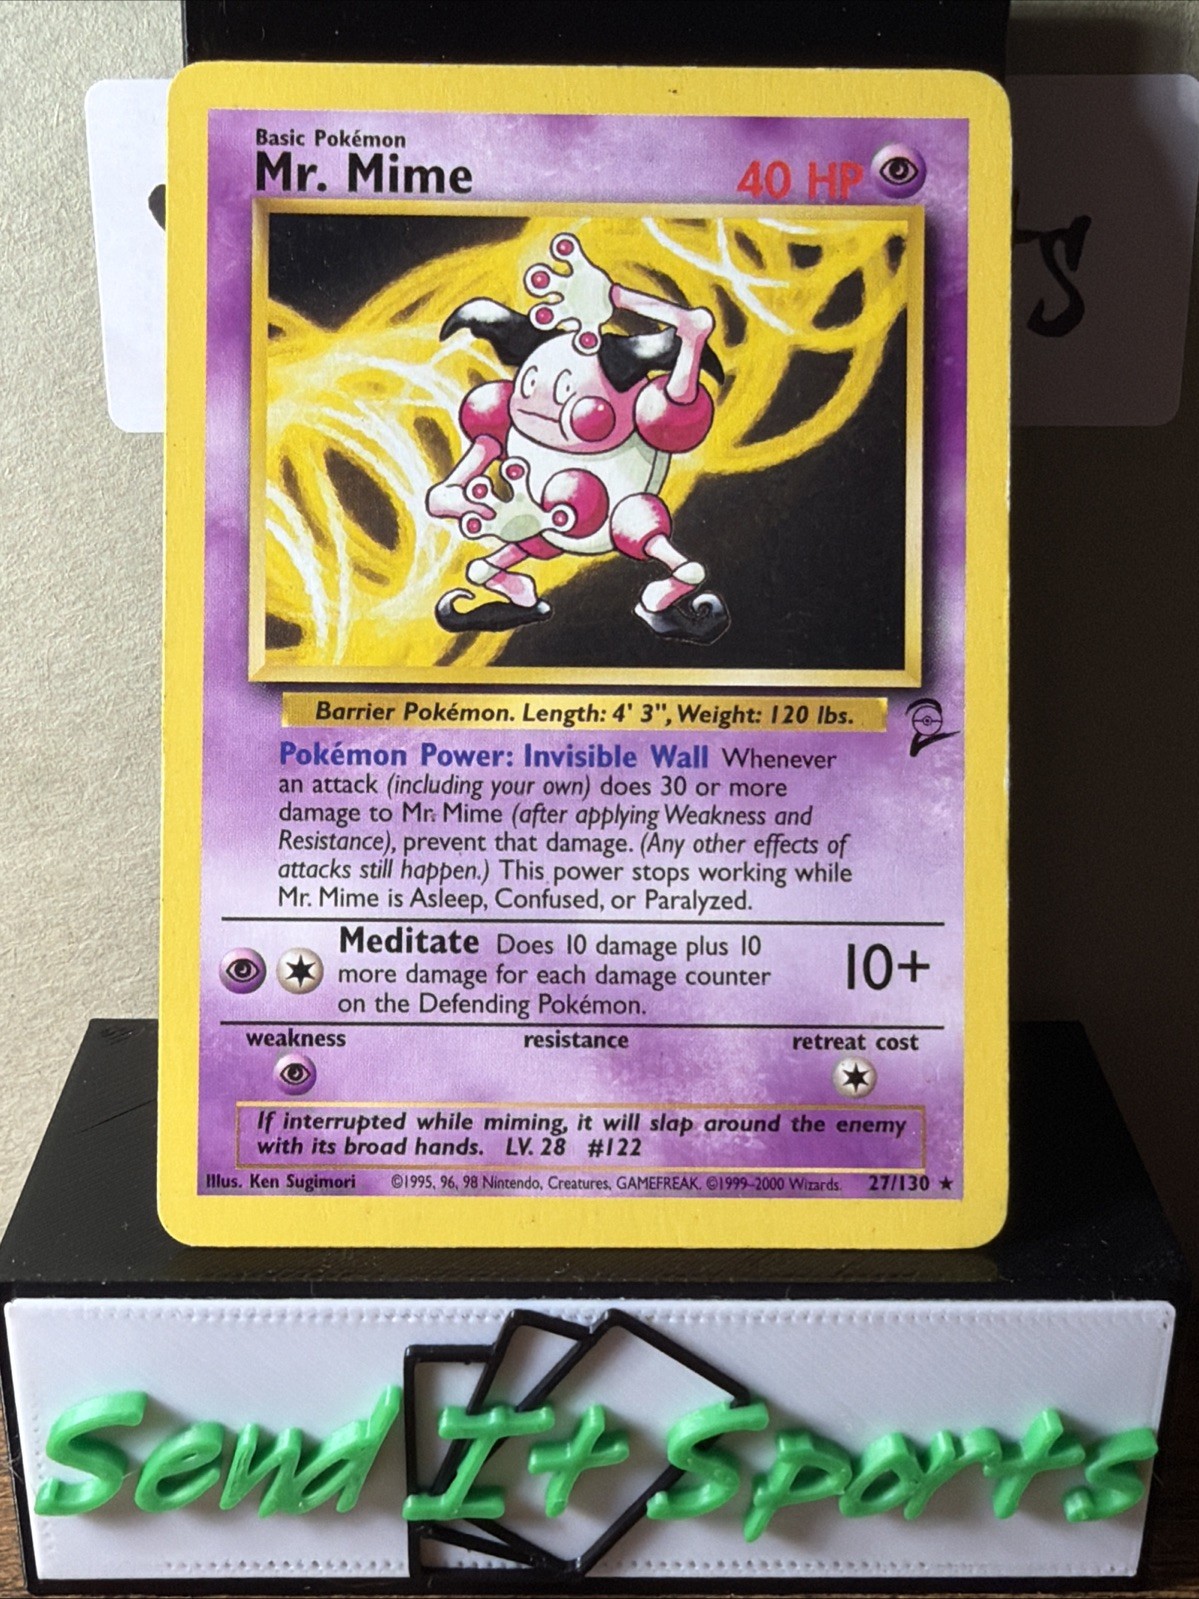 Basic Pokémon
Mr. Mime
40 HP
Barrier Pokémon. Length: 4' 3", Weight: 120 lbs.
Pokémon Power: Invisible Wall Whenever
an attack (including your own) does 30 or more
damage to Mr. Mime (after applying Weakness and
Resistance), prevent that damage. (Any other effects of
attacks still happen.) This power stops working while
Mr. Mime is Asleep, Confused, or Paralyzed.
Meditate Does 10 damage plus 10
more damage for each damage counter
on the Defending Pokémon.
10+
weakness
resistance
retreat cost
If interrupted while miming, it will slap around the enemy
with its broad hands. LV. 28 #122
Illus. Ken Sugimori ©1995, 96, 98 Nintendo, Creatures, GAMEFREAK. ©1999-2000 Wizards. 27/130 ★
Send It Sports